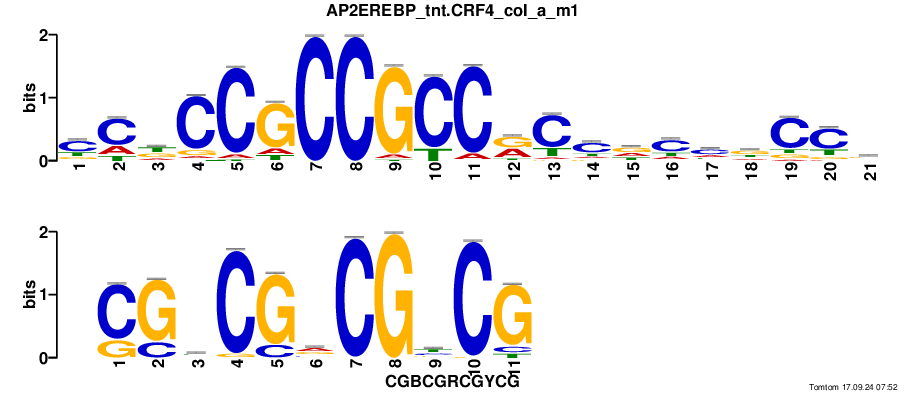 AP2EREBP_tnt.CRF4_col_a_m1
2
1
0
bits
1 2 3 4 5 6 7 8 9 10 11 12 13 14 15 16 17 18 19 20 21
2
1
0
bits
1 2 3 4 5 6 7 8 9 10 11
CGBCGRCGYCG
Tomtom 17.09.24 07:52